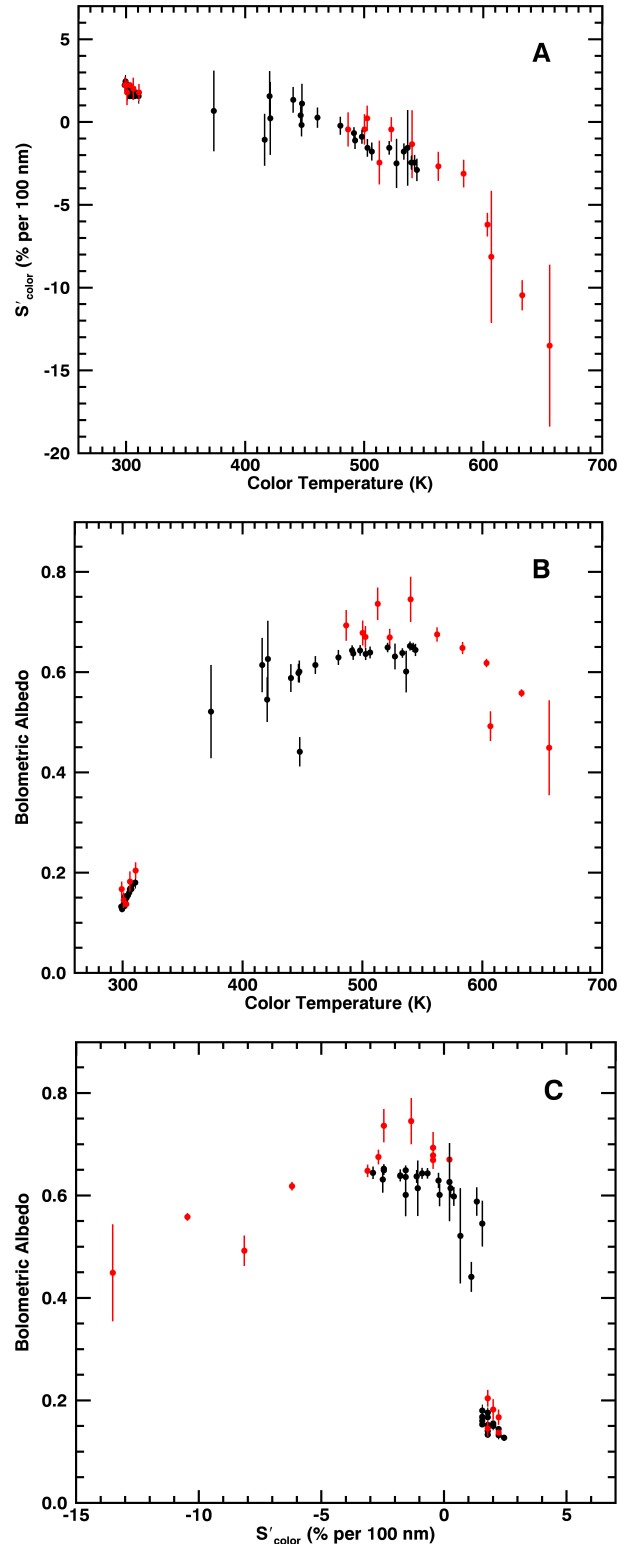 5
0
-5
-10
-15
-20
S′color (% per 100 nm)
A
300 400 500 600 700
Color Temperature (K)
0.8
0.6
0.4
0.2
0.0
Bolometric Albedo
B
300 400 500 600 700
Color Temperature (K)
0.8
0.6
0.4
0.2
0.0
Bolometric Albedo
C
-15 -10 -5 0 5
S′color (% per 100 nm)